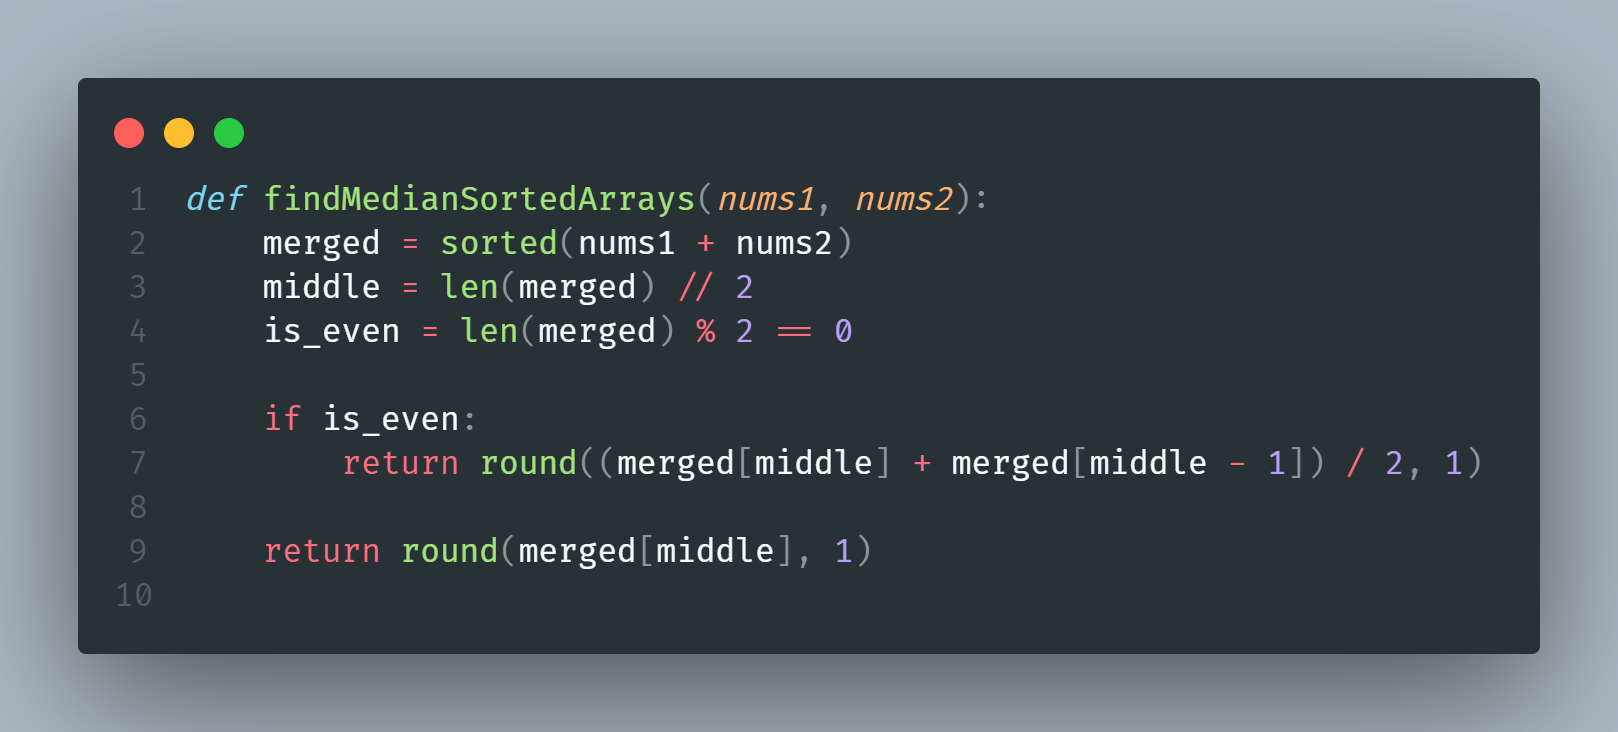 1 def findMedianSortedArrays(nums1, nums2):
2     merged = sorted(nums1 + nums2)
3     middle = len(merged) // 2
4     is_even = len(merged) % 2 == 0
5
6     if is_even:
7         return round((merged[middle] + merged[middle - 1]) / 2, 1)
8
9     return round(merged[middle], 1)
10